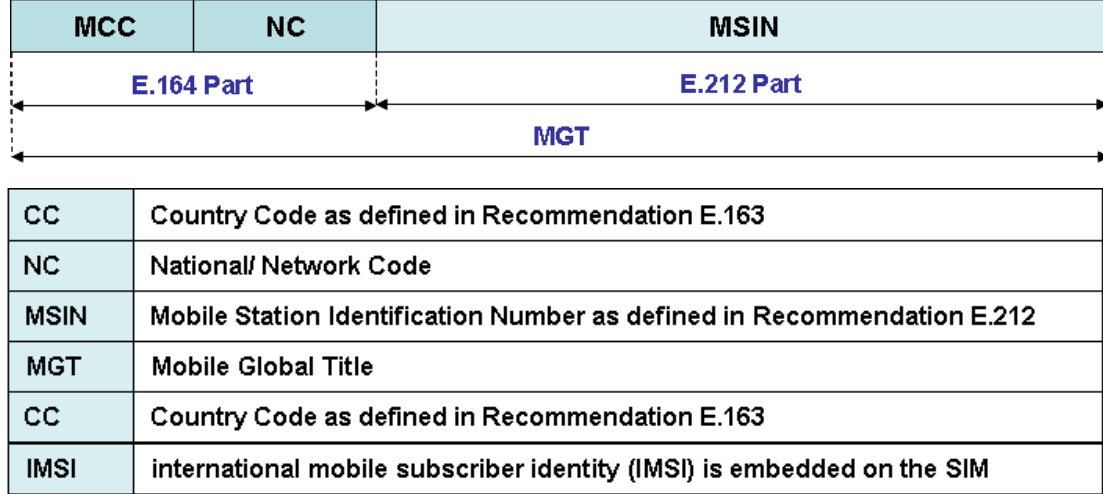 MCC NC MSIN
E.164 Part E.212 Part
MGT
CC Country Code as defined in Recommendation E.163
NC National/ Network Code
MSIN Mobile Station Identification Number as defined in Recommendation E.212
MGT Mobile Global Title
CC Country Code as defined in Recommendation E.163
IMSI international mobile subscriber identity (IMSI) is embedded on the SIM